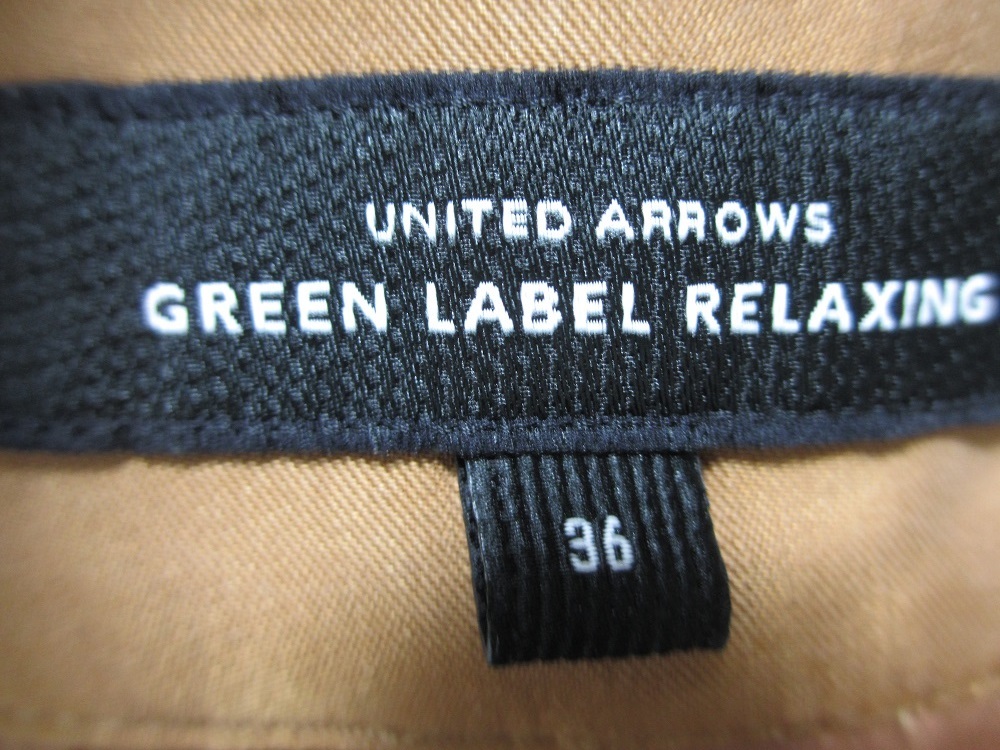 UNITED ARROWS
GREEN LABEL RELAXING
36